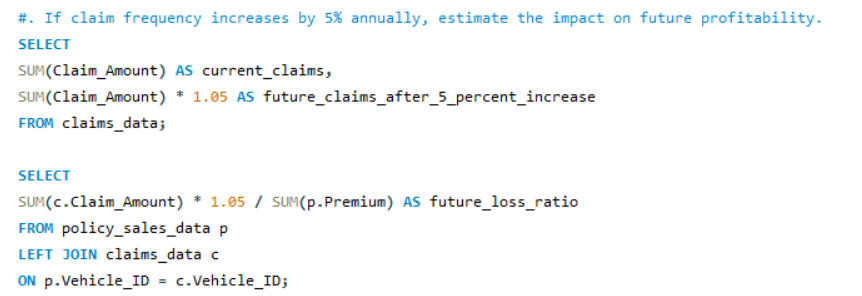 #. If claim frequency increases by 5% annually, estimate the impact on future profitability.
SELECT
SUM(Claim_Amount) AS current_claims,
SUM(Claim_Amount) * 1.05 AS future_claims_after_5_percent_increase
FROM claims_data;
SELECT
SUM(c.Claim_Amount) * 1.05 / SUM(p.Premium) AS future_loss_ratio
FROM policy_sales_data p
LEFT JOIN claims_data c
ON p.Vehicle_ID = c.Vehicle_ID;